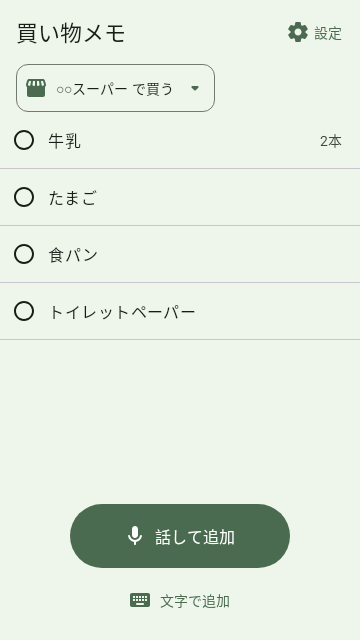 買い物メモ
設定
○○スーパー で買う
牛乳
2本
たまご
食パン
トイレットペーパー
話して追加
文字で追加